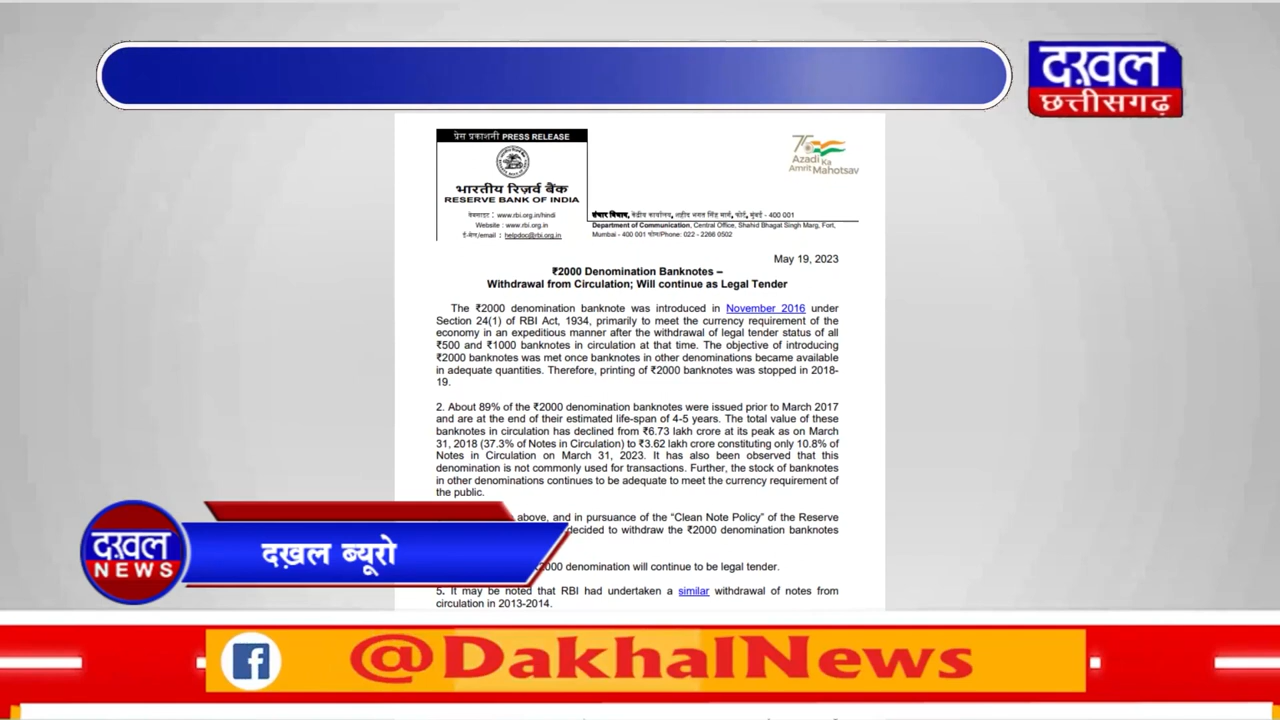 दख़ल
छत्तीसगढ़
प्रेस प्रकाशनी PRESS RELEASE
भारतीय रिज़र्व बैंक
RESERVE BANK OF INDIA
वेबसाइट : www.rbi.org.in/hindi
Website : www.rbi.org.in
ई-मेल/email : helpdoc@rbi.org.in
Azadi Ka
Amrit Mahotsav
संचार विभाग, केंद्रीय कार्यालय, शहीद भगत सिंह मार्ग, फोर्ट, मुंबई - 400 001
Department of Communication, Central Office, Shahid Bhagat Singh Marg, Fort,
Mumbai - 400 001 फोन/Phone: 022 - 2266 0502
May 19, 2023
₹2000 Denomination Banknotes –
Withdrawal from Circulation; Will continue as Legal Tender
The ₹2000 denomination banknote was introduced in November 2016 under
Section 24(1) of RBI Act, 1934, primarily to meet the currency requirement of the
economy in an expeditious manner after the withdrawal of legal tender status of all
₹500 and ₹1000 banknotes in circulation at that time. The objective of introducing
₹2000 banknotes was met once banknotes in other denominations became available
in adequate quantities. Therefore, printing of ₹2000 banknotes was stopped in 2018-
19.
2. About 89% of the ₹2000 denomination banknotes were issued prior to March 2017
and are at the end of their estimated life-span of 4-5 years. The total value of these
banknotes in circulation has declined from ₹6.73 lakh crore at its peak as on March
31, 2018 (37.3% of Notes in Circulation) to ₹3.62 lakh crore constituting only 10.8% of
Notes in Circulation on March 31, 2023. It has also been observed that this
denomination is not commonly used for transactions. Further, the stock of banknotes
in other denominations continues to be adequate to meet the currency requirement of
the public.
above, and in pursuance of the “Clean Note Policy” of the Reserve
decided to withdraw the ₹2000 denomination banknotes
2000 denomination will continue to be legal tender.
5. It may be noted that RBI had undertaken a similar withdrawal of notes from
circulation in 2013-2014.
दख़ल
NEWS
दख़ल ब्यूरो
@DakhalNews